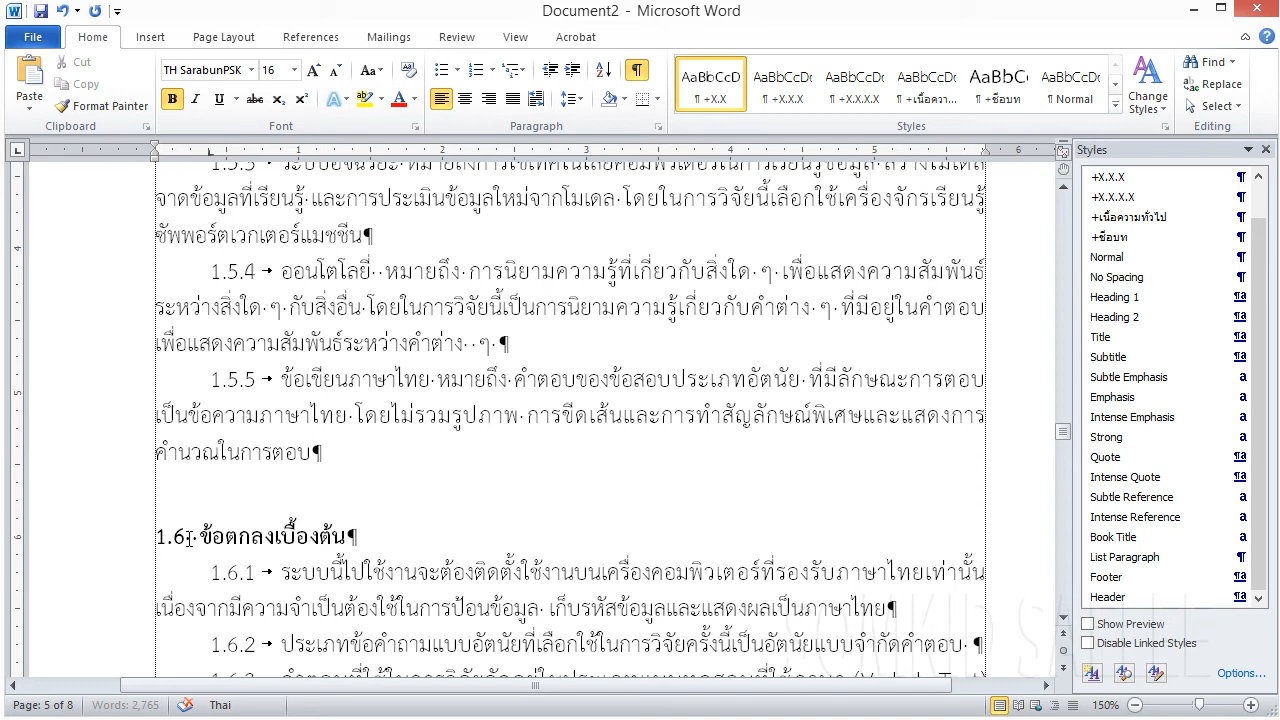 Document2 - Microsoft Word
File Home Insert Page Layout References Mailings Review View Acrobat
Paste
Cut
Copy
Format Painter
Clipboard
TH SarabunPSK 16
Font
Paragraph
AaBbCcD AaBbCcDc AaBbCcDc AaBbCcDc AaBbCc AaBbCcDc
¶ +X.X ¶ +X.X.X ¶ +X.X.X.X ¶ +เนื้อควา... ¶ +ชื่อบท ¶ Normal
Styles
Change Styles
Find
Replace
Select
Editing
1 2 3 4 5 6
Styles
+X.X.X
+X.X.X.X
+เนื้อความทั่วไป
+ชื่อบท
Normal
No Spacing
Heading 1
Heading 2
Title
Subtitle
Subtle Emphasis
Emphasis
Intense Emphasis
Strong
Quote
Intense Quote
Subtle Reference
Intense Reference
Book Title
List Paragraph
Footer
Header
Show Preview
Disable Linked Styles
Options...
จาดข้อมูลที่เรียนรู้ และการประเมินข้อมูลใหม่จากโมเดล โดยในการวิจัยนี้เลือกใช้เครื่องจักรเรียนรู้
ซัพพอร์ตเวกเตอร์แมชชีน¶
1.5.4 ออนโตโลยี่ หมายถึง การนิยามความรู้ที่เกี่ยวกับสิ่งใด ๆ เพื่อแสดงความสัมพันธ์
ระหว่างสิ่งใด ๆ กับสิ่งอื่น โดยในการวิจัยนี้เป็นการนิยามความรู้เกี่ยวกับคำต่าง ๆ ที่มีอยู่ในคำตอบ
เพื่อแสดงความสัมพันธ์ระหว่างคำต่าง ๆ ¶
1.5.5 ข้อเขียนภาษาไทย หมายถึง คำตอบของข้อสอบประเภทอัตนัย ที่มีลักษณะการตอบ
เป็นข้อความภาษาไทย โดยไม่รวมรูปภาพ การขีดเส้นและการทำสัญลักษณ์พิเศษและแสดงการ
คำนวณในการตอบ¶
1.6 ข้อตกลงเบื้องต้น¶
1.6.1 ระบบนี้ไปใช้งานจะต้องติดตั้งใช้งานบนเครื่องคอมพิวเตอร์ที่รองรับภาษาไทยเท่านั้น
เนื่องจากมีความจำเป็นต้องใช้ในการป้อนข้อมูล เก็บรหัสข้อมูลและแสดงผลเป็นภาษาไทย¶
1.6.2 ประเภทข้อคำถามแบบอัตนัยที่เลือกใช้ในการวิจัยครั้งนี้เป็นอัตนัยแบบจำกัดคำตอบ ¶
Page: 5 of 8 Words: 2,765 Thai 150%